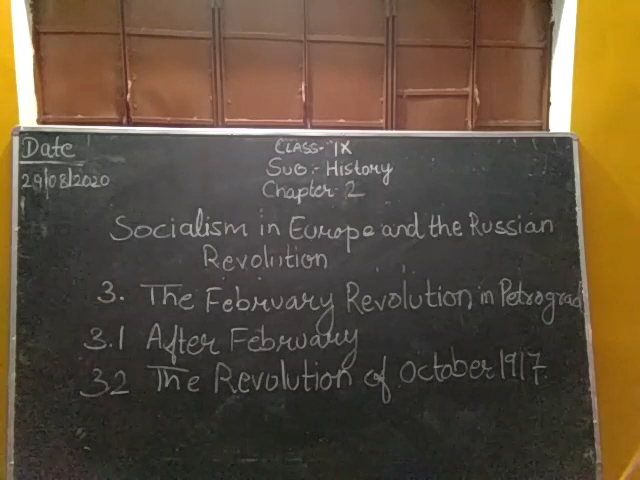 Date
29/08/2020
CLASS- IX
Sub:- History
Chapter-2
Socialism in Europe and the Russian
Revolution
3. The February Revolution in Petrograd
3.1 After February
3.2 The Revolution of October 1917